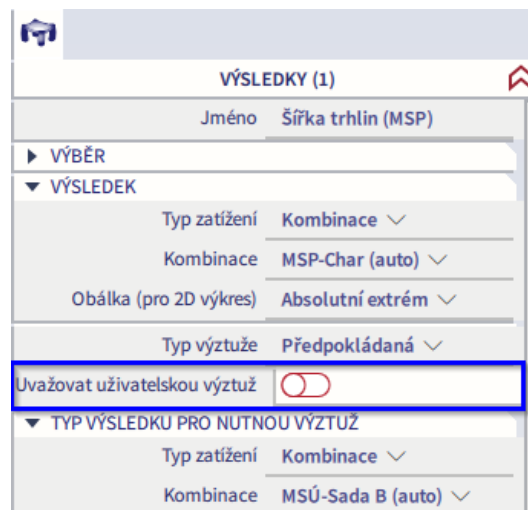 VÝSLEDKY (1)
Jméno Šířka trhlin (MSP)
VÝBĚR
VÝSLEDEK
Typ zatížení Kombinace
Kombinace MSP-Char (auto)
Obálka (pro 2D výkres) Absolutní extrém
Typ výztuže Předpokládaná
Uvažovat uživatelskou výztuž
TYP VÝSLEDKU PRO NUTNOU VÝZTUŽ
Typ zatížení Kombinace
Kombinace MSÚ-Sada B (auto)